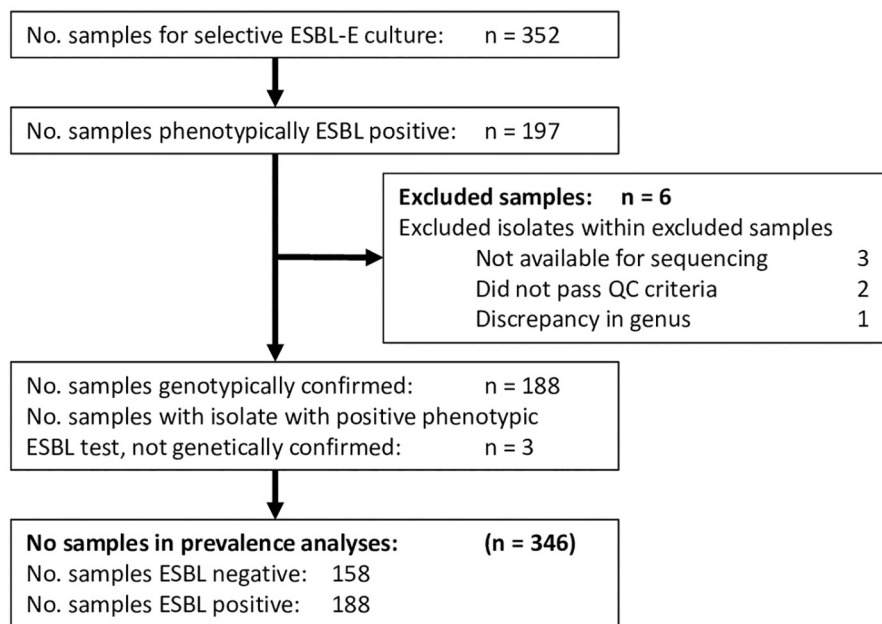 No. samples for selective ESBL-E culture: n = 352
No. samples phenotypically ESBL positive: n = 197
Excluded samples: n = 6
Excluded isolates within excluded samples
Not available for sequencing 3
Did not pass QC criteria 2
Discrepancy in genus 1
No. samples genotypically confirmed: n = 188
No. samples with isolate with positive phenotypic
ESBL test, not genetically confirmed: n = 3
No samples in prevalence analyses: (n = 346)
No. samples ESBL negative: 158
No. samples ESBL positive: 188